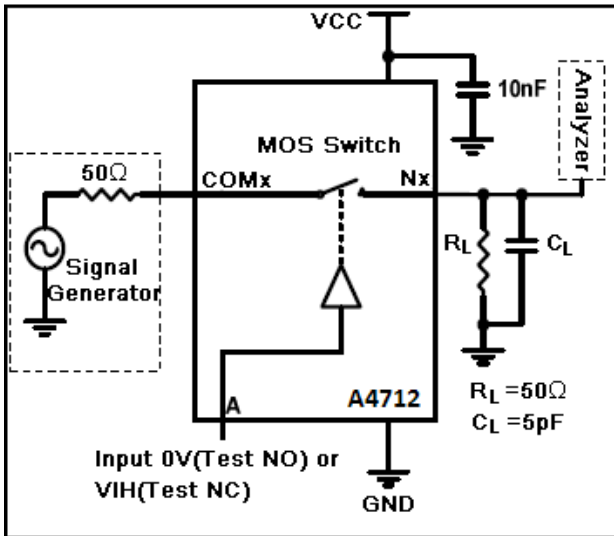 VCC
10nF
Analyzer
MOS Switch
50Ω
COMx
Nx
Signal
Generator
RL
CL
A
A4712
RL =50Ω
CL =5pF
Input 0V(Test NO) or
VIH(Test NC)
GND